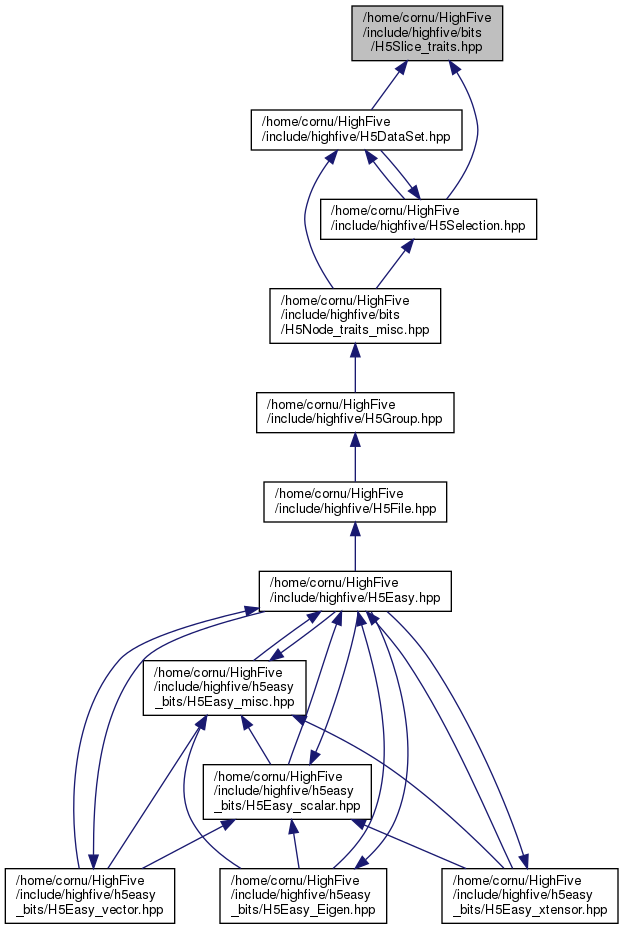 /home/cornu/HighFive
/include/highfive/bits
/H5Slice_traits.hpp
/home/cornu/HighFive
/include/highfive/H5DataSet.hpp
/home/cornu/HighFive
/include/highfive/H5Selection.hpp
/home/cornu/HighFive
/include/highfive/bits
/H5Node_traits_misc.hpp
/home/cornu/HighFive
/include/highfive/H5Group.hpp
/home/cornu/HighFive
/include/highfive/H5File.hpp
/home/cornu/HighFive
/include/highfive/H5Easy.hpp
/home/cornu/HighFive
/include/highfive/h5easy
_bits/H5Easy_misc.hpp
/home/cornu/HighFive
/include/highfive/h5easy
_bits/H5Easy_scalar.hpp
/home/cornu/HighFive
/include/highfive/h5easy
_bits/H5Easy_vector.hpp
/home/cornu/HighFive
/include/highfive/h5easy
_bits/H5Easy_Eigen.hpp
/home/cornu/HighFive
/include/highfive/h5easy
_bits/H5Easy_xtensor.hpp